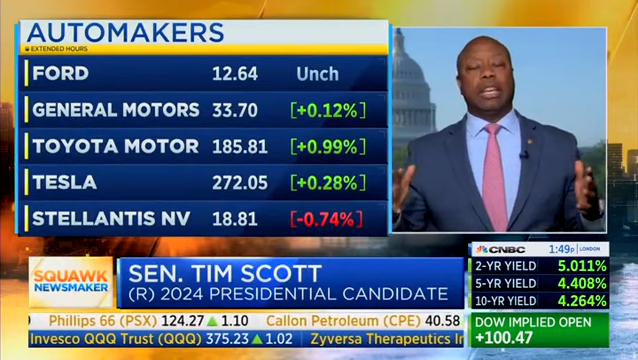 AUTOMAKERS
EXTENDED HOURS
FORD 12.64 Unch
GENERAL MOTORS 33.70 [+0.12%]
TOYOTA MOTOR 185.81 [+0.99%]
TESLA 272.05 [+0.28%]
STELLANTIS NV 18.81 [-0.74%]
SQUAWK
NEWSMAKER
SEN. TIM SCOTT
(R) 2024 PRESIDENTIAL CANDIDATE
CNBC 1:49p LONDON
2-YR YIELD 5.011%
5-YR YIELD 4.408%
10-YR YIELD 4.264%
DOW IMPLIED OPEN
+100.47
Phillips 66 (PSX) 124.27 ▲ 1.10 Callon Petroleum (CPE) 40.58
Invesco QQQ Trust (QQQ) 375.23 ▲ 1.02 Zyversa Therapeutics I